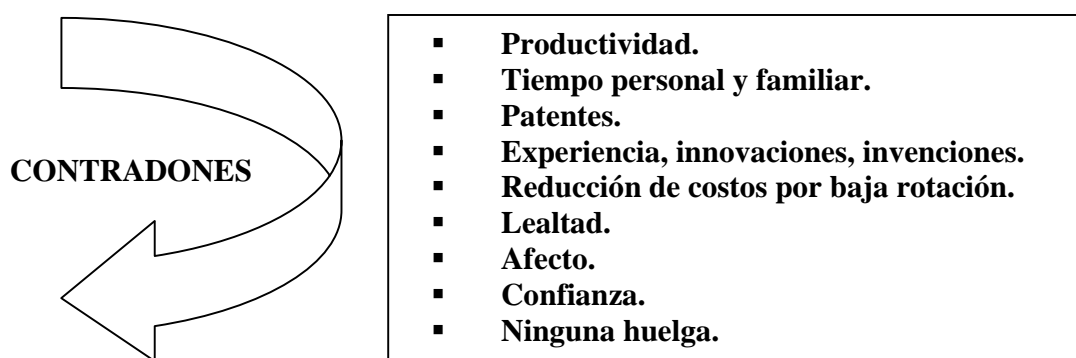 CONTRADONES
▪ Productividad.
▪ Tiempo personal y familiar.
▪ Patentes.
▪ Experiencia, innovaciones, invenciones.
▪ Reducción de costos por baja rotación.
▪ Lealtad.
▪ Afecto.
▪ Confianza.
▪ Ninguna huelga.